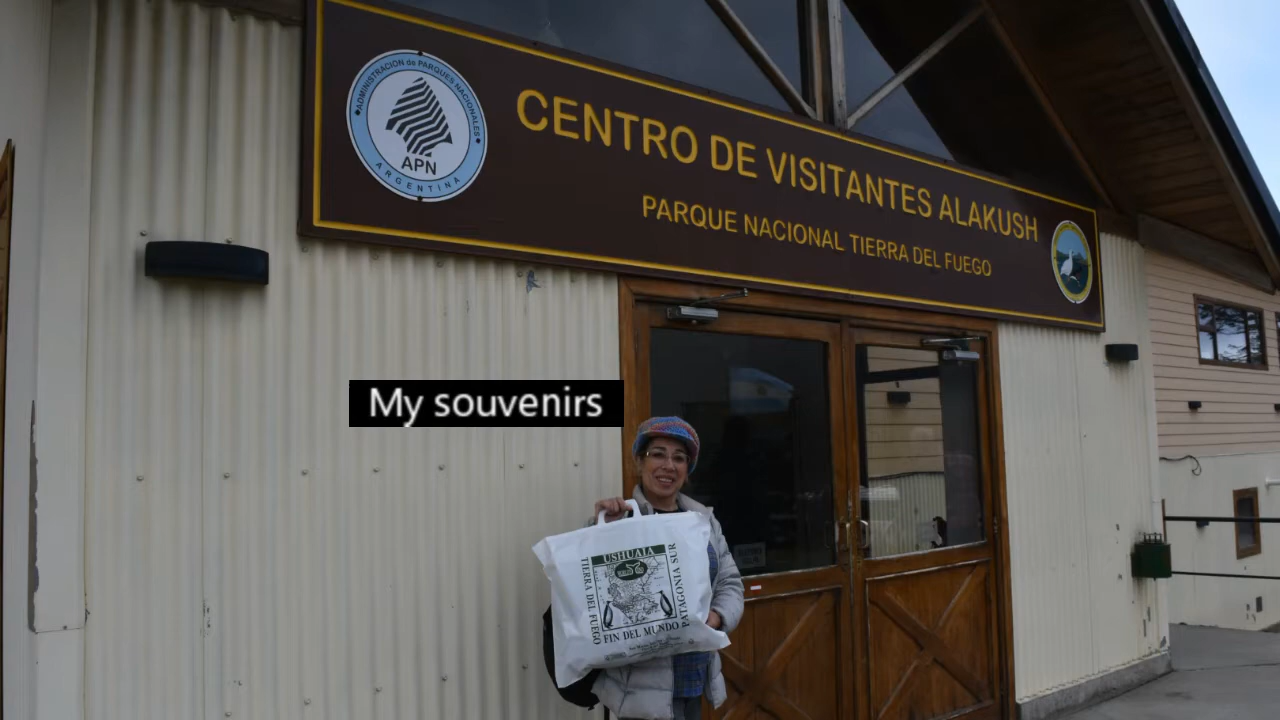 ADMINISTRACION de PARQUES NACIONALES
APN
ARGENTINA
CENTRO DE VISITANTES ALAKUSH
PARQUE NACIONAL TIERRA DEL FUEGO
My souvenirs
USHUAIA
TIERRA DEL FUEGO
PATAGONIA SUR
FIN DEL MUNDO